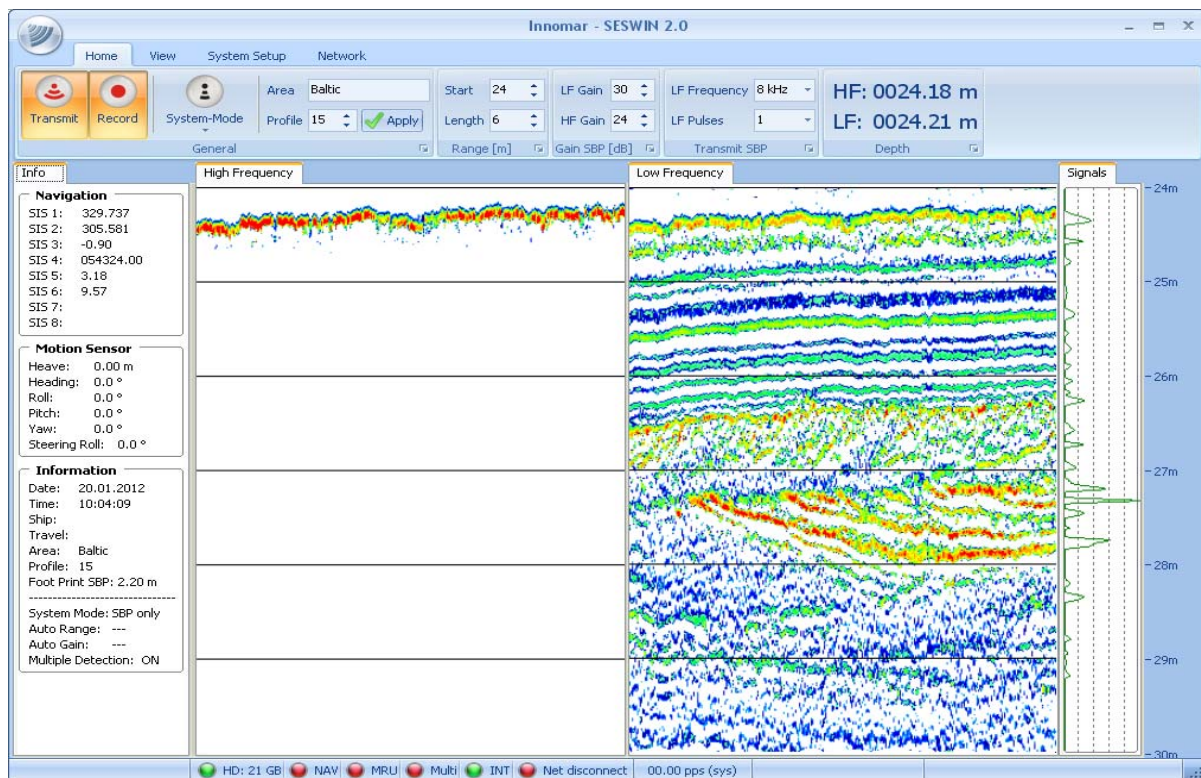 Innomar - SESWIN 2.0
Home View System Setup Network
Transmit
Record
System-Mode
Area Baltic
Profile 15 Apply
General
Start 24
Length 6
Range [m]
LF Gain 30
HF Gain 24
Gain SBP [dB]
LF Frequency 8 kHz
LF Pulses 1
Transmit SBP
HF: 0024.18 m
LF: 0024.21 m
Depth
Info
Navigation
SIS 1: 329.737
SIS 2: 305.581
SIS 3: -0.90
SIS 4: 054324.00
SIS 5: 3.18
SIS 6: 9.57
SIS 7:
SIS 8:
Motion Sensor
Heave: 0.00 m
Heading: 0.0 °
Roll: 0.0 °
Pitch: 0.0 °
Yaw: 0.0 °
Steering Roll: 0.0 °
Information
Date: 20.01.2012
Time: 10:04:09
Ship:
Travel:
Area: Baltic
Profile: 15
Foot Print SBP: 2.20 m
System Mode: SBP only
Auto Range: ---
Auto Gain: ---
Multiple Detection: ON
High Frequency
Low Frequency
Signals
24m
25m
26m
27m
28m
29m
30m
HD: 21 GB NAV MRU Multi INT Net disconnect 00.00 pps (sys)